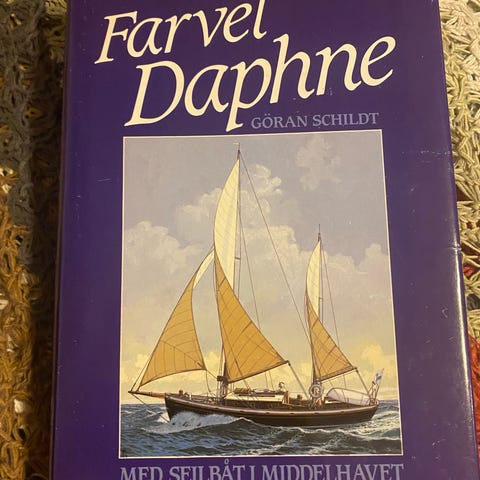 Farvel
Daphne
GÖRAN SCHILDT
MED SEILBÅT I MIDDELHAVET